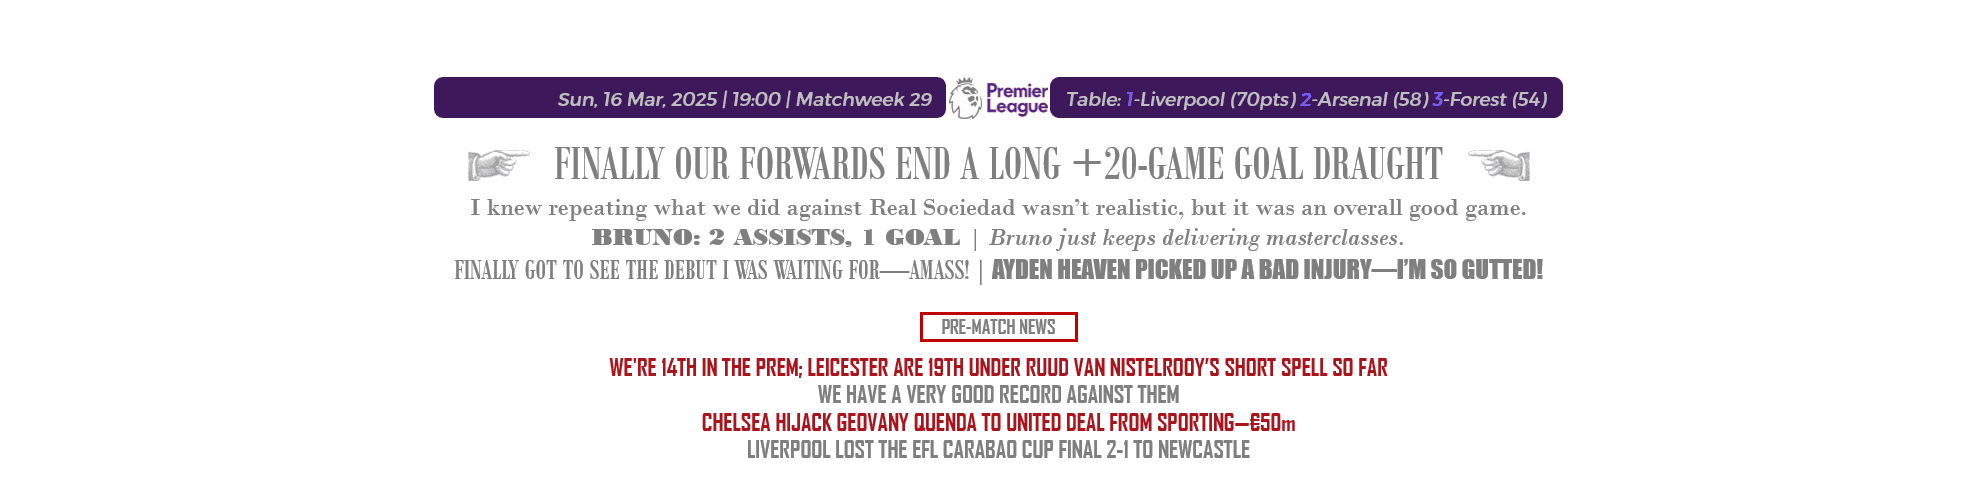 Sun, 16 Mar, 2025 | 19:00 | Matchweek 29
Premier League
Table: 1-Liverpool (70pts) 2-Arsenal (58) 3-Forest (54)
FINALLY OUR FORWARDS END A LONG +20-GAME GOAL DRAUGHT
I knew repeating what we did against Real Sociedad wasn’t realistic, but it was an overall good game.
BRUNO: 2 ASSISTS, 1 GOAL | Bruno just keeps delivering masterclasses.
FINALLY GOT TO SEE THE DEBUT I WAS WAITING FOR—AMASS! | AYDEN HEAVEN PICKED UP A BAD INJURY—I’M SO GUTTED!
PRE-MATCH NEWS
WE'RE 14TH IN THE PREM; LEICESTER ARE 19TH UNDER RUUD VAN NISTELROOY’S SHORT SPELL SO FAR
WE HAVE A VERY GOOD RECORD AGAINST THEM
CHELSEA HIJACK GEOVANY QUENDA TO UNITED DEAL FROM SPORTING—€50m
LIVERPOOL LOST THE EFL CARABAO CUP FINAL 2-1 TO NEWCASTLE